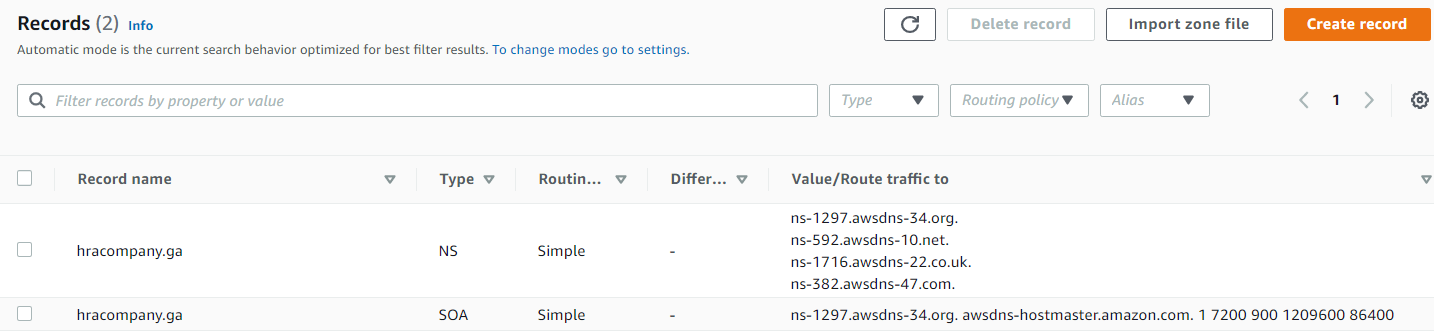 Records (2) Info
Delete record
Import zone file
Create record
Automatic mode is the current search behavior optimized for best filter results. To change modes go to settings.
Filter records by property or value
Type
Routing policy
Alias
1
Record name
Type
Routin...
Differ...
Value/Route traffic to
hracompany.ga
NS
Simple
-
ns-1297.awsdns-34.org.
ns-592.awsdns-10.net.
ns-1716.awsdns-22.co.uk.
ns-382.awsdns-47.com.
hracompany.ga
SOA
Simple
-
ns-1297.awsdns-34.org. awsdns-hostmaster.amazon.com. 1 7200 900 1209600 86400